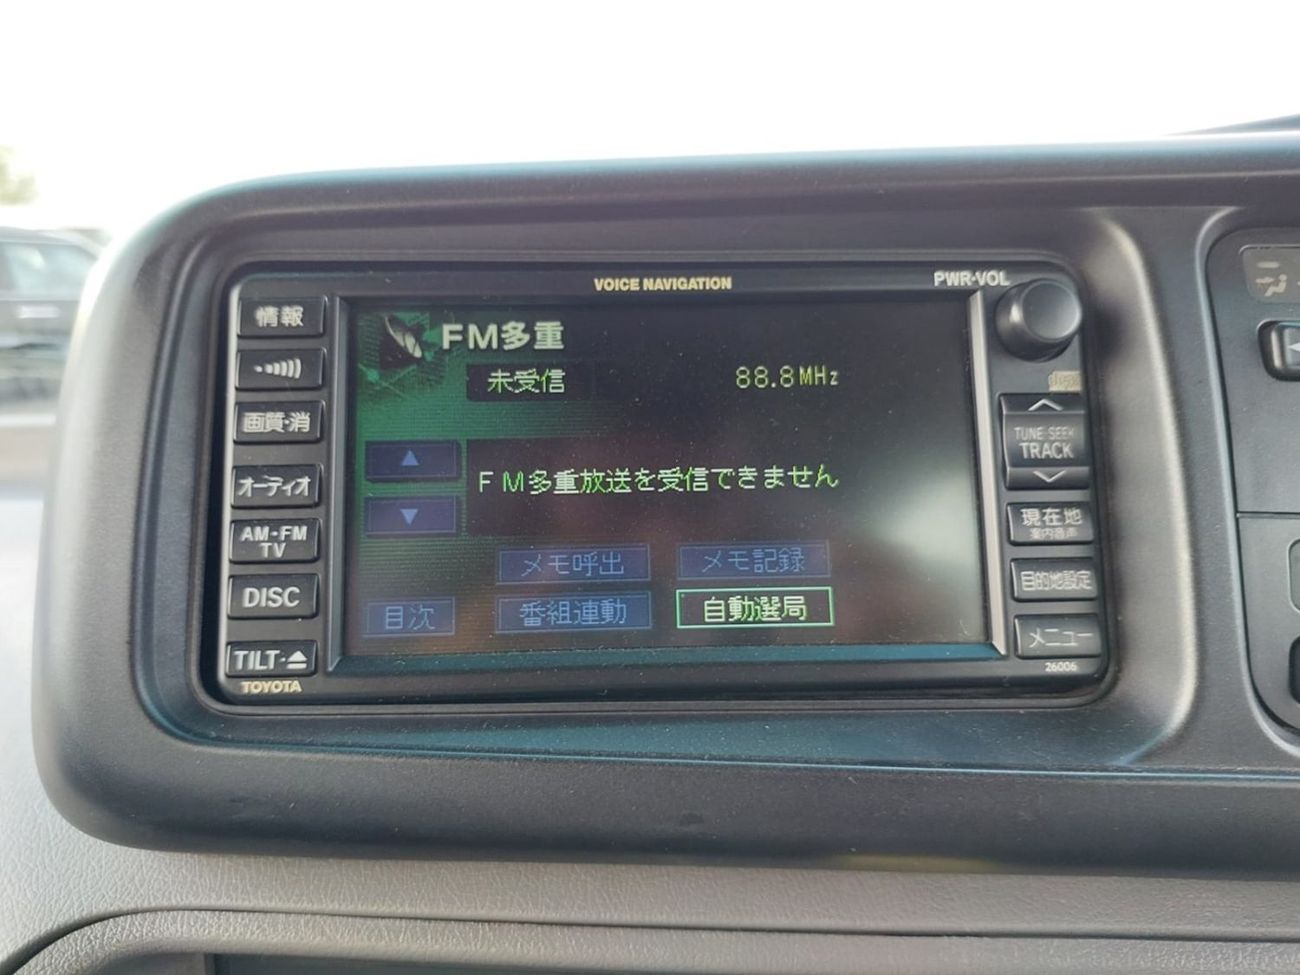 VOICE NAVIGATION
PWR·VOL
情報
画質·消
オーディオ
AM·FM
TV
DISC
TILT·
TOYOTA
FM多重
未受信
88.8MHz
▲
FM多重放送を受信できません
▼
メモ呼出
メモ記録
目次
番組連動
自動選局
TUNE·SEEK
TRACK
現在地
案内音声
目的地設定
メニュー
26006